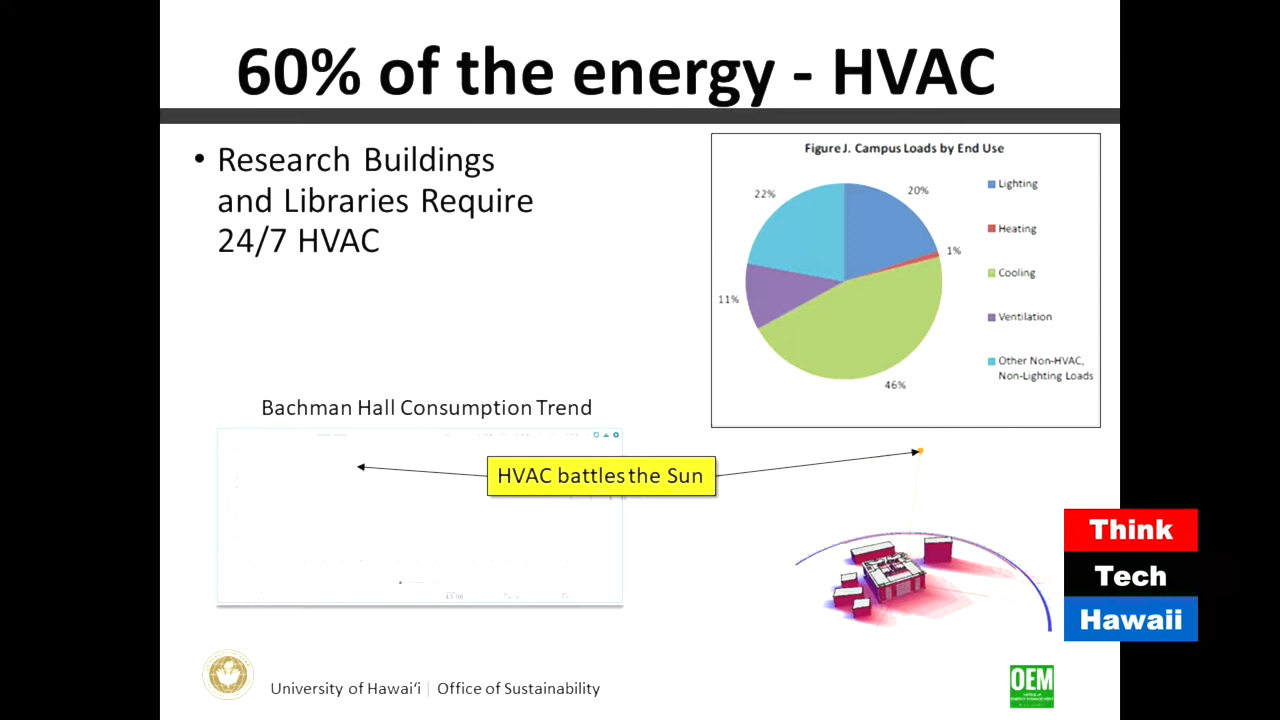 60% of the energy - HVAC
• Research Buildings
and Libraries Require
24/7 HVAC
Figure J. Campus Loads by End Use
22%
20%
1%
11%
46%
Lighting
Heating
Cooling
Ventilation
Other Non-HVAC,
Non-Lighting Loads
Bachman Hall Consumption Trend
HVAC battles the Sun
Think
Tech
Hawaii
University of Hawaiʻi | Office of Sustainability
OEM